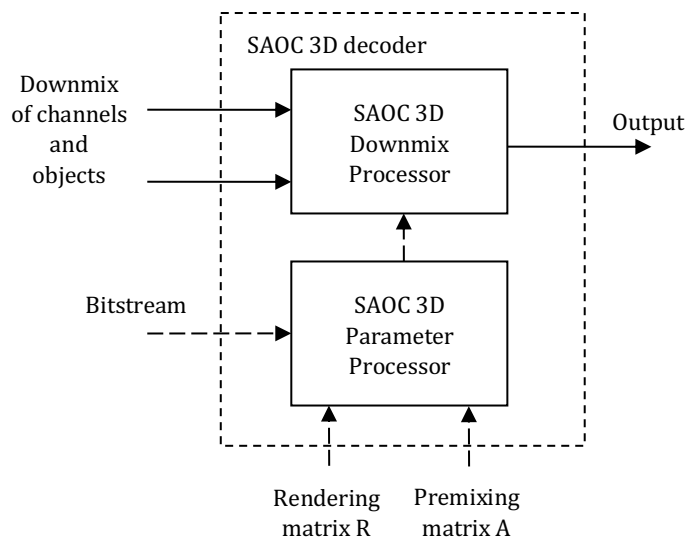 SAOC 3D decoder
Downmix
of channels
and
objects
SAOC 3D
Downmix
Processor
Output
Bitstream
SAOC 3D
Parameter
Processor
Rendering
matrix R
Premixing
matrix A